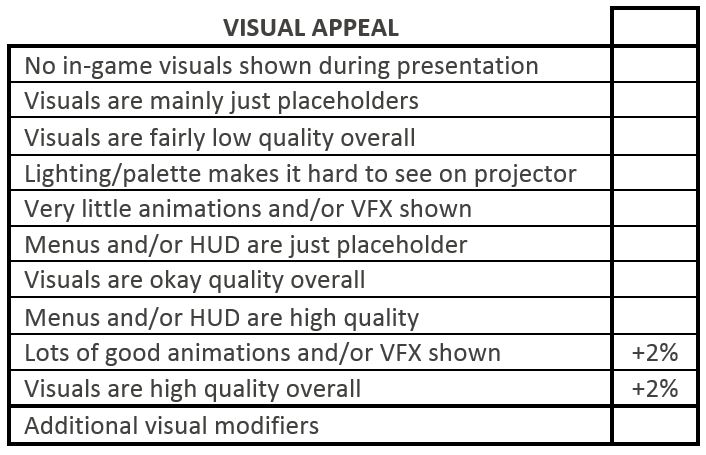 VISUAL APPEAL
No in-game visuals shown during presentation
Visuals are mainly just placeholders
Visuals are fairly low quality overall
Lighting/palette makes it hard to see on projector
Very little animations and/or VFX shown
Menus and/or HUD are just placeholder
Visuals are okay quality overall
Menus and/or HUD are high quality
Lots of good animations and/or VFX shown +2%
Visuals are high quality overall +2%
Additional visual modifiers